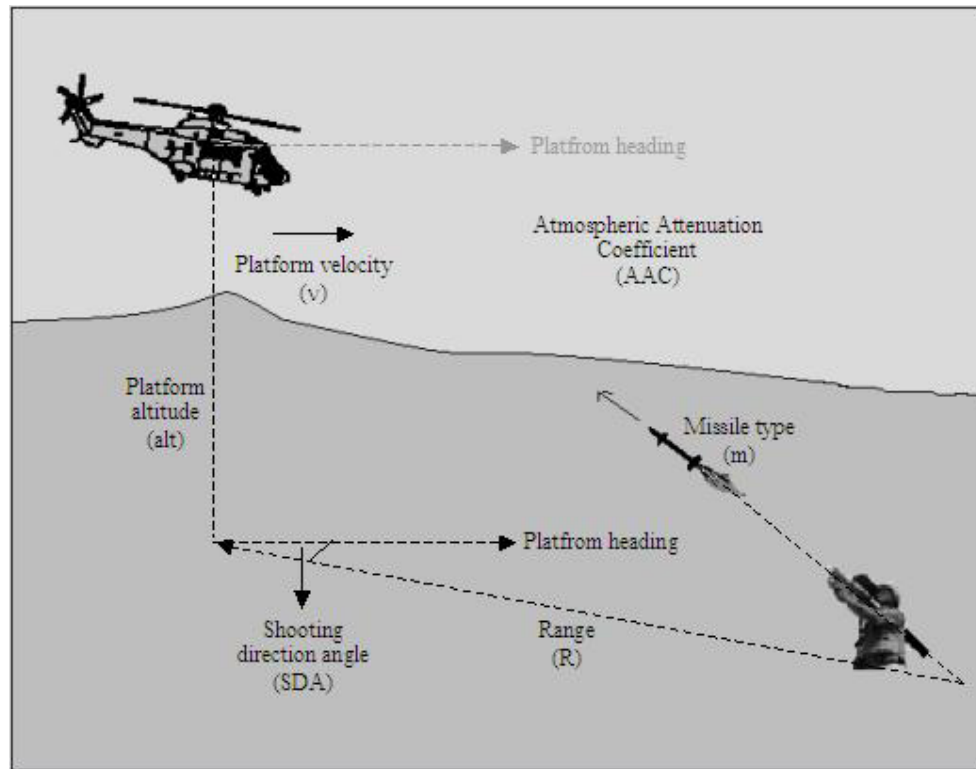 Platfrom heading
Atmospheric Attenuation
Coefficient
(AAC)
Platform velocity
(v)
Platform
altitude
(alt)
Missile type
(m)
Platfrom heading
Shooting
direction angle
(SDA)
Range
(R)